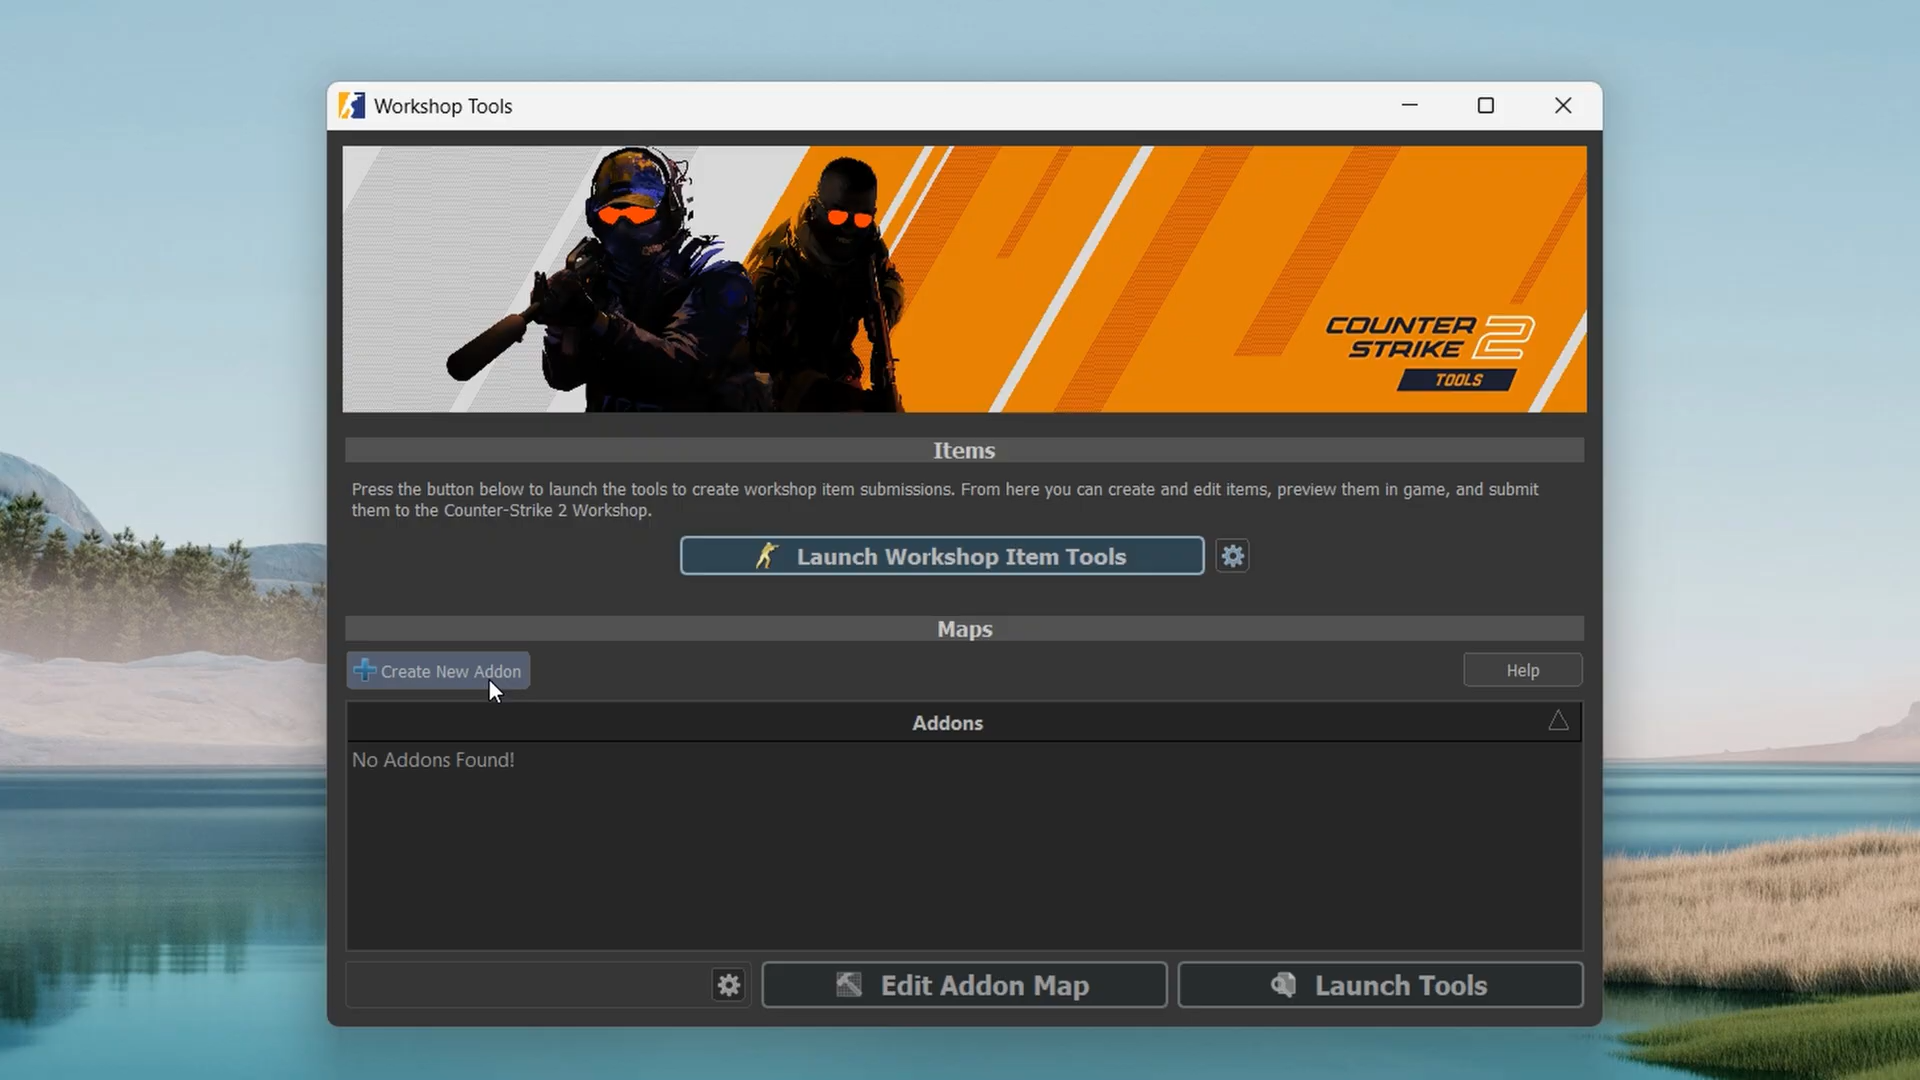 Workshop Tools
COUNTER
STRIKE 2
TOOLS
Items
Press the button below to launch the tools to create workshop item submissions. From here you can create and edit items, preview them in game, and submit
them to the Counter-Strike 2 Workshop.
Launch Workshop Item Tools
Maps
Create New Addon
Help
Addons
No Addons Found!
Edit Addon Map
Launch Tools